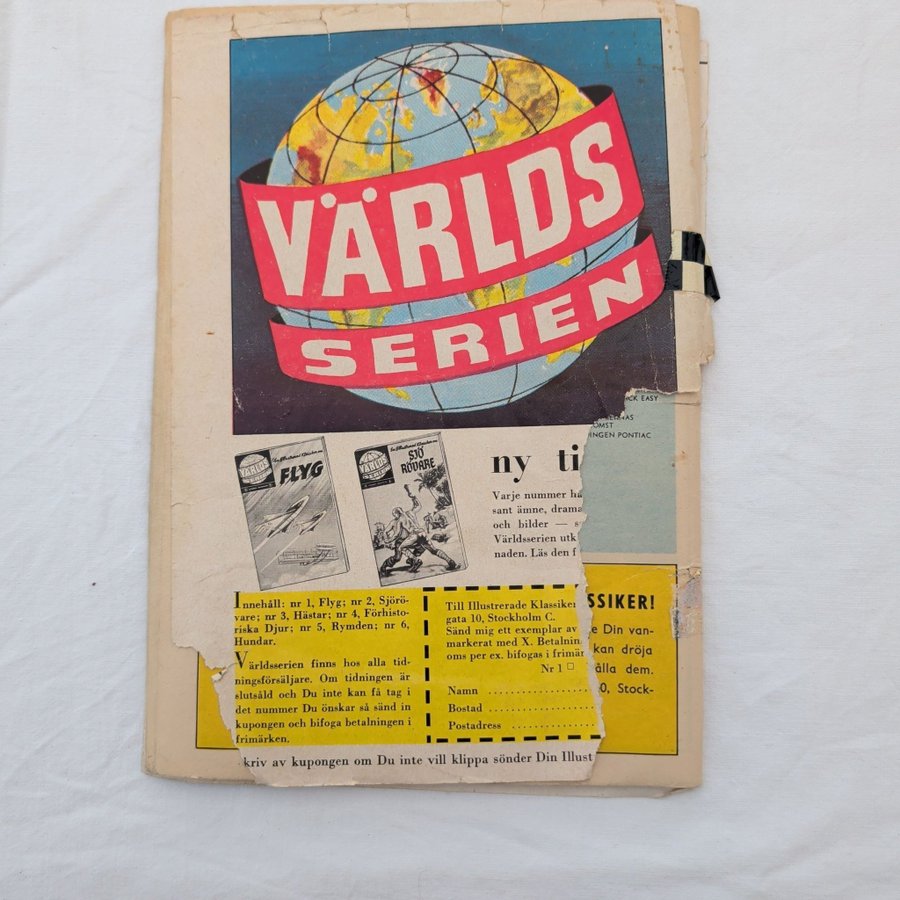 VÄRLDS
SERIEN
VÄRLDS
FLYG
VÄRLDS
SJÖ
RÖVARE
ny ti
Varje nummer ha
sant ämne, drama
och bilder — s
Världsserien utk
naden. Läs den f
CK EASY
AS
OMST
INGEN PONTIAC
Innehåll: nr 1, Flyg; nr 2, Sjörö-
vare; nr 3, Hästar; nr 4, Förhisto-
riska Djur; nr 5, Rymden; nr 6,
Hundar.
Världsserien finns hos alla tid-
ningsförsäljare. Om tidningen är
slutsåld och Du inte kan få tag i
det nummer Du önskar så sänd in
kupongen och bifoga betalningen i
frimärken.
Till Illustrerade Klassiker
gata 10, Stockholm C.
Sänd mig ett exemplar av
markerat med X. Betalnin
oms per ex. bifogas i frimär
Nr 1 □
Namn
Bostad
Postadress
SSIKER!
e Din van-
kan dröja
ålla dem.
0, Stock-
kriv av kupongen om Du inte vill klippa sönder Din Illust